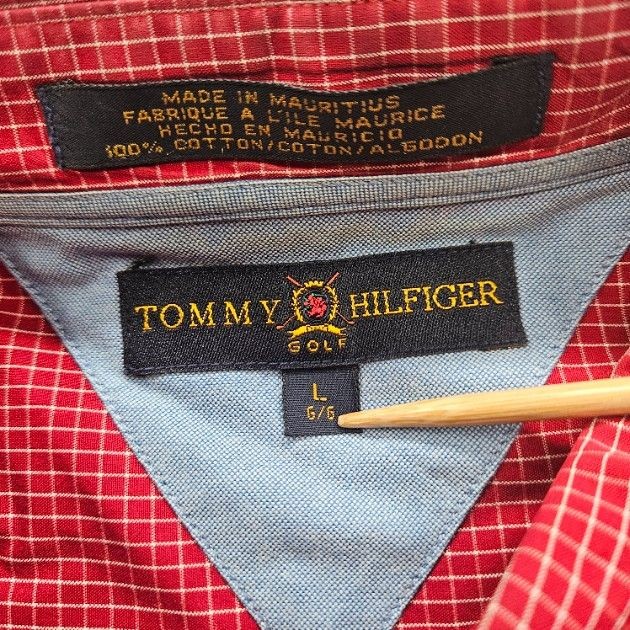 MADE IN MAURITIUS
FABRIQUE A L'ILE MAURICE
HECHO EN MAURICIO
100% COTTON/COTON/ALGODON
TOMMY HILFIGER
GOLF
L
G/G